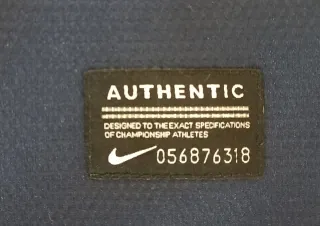 AUTHENTIC
DESIGNED TO THE EXACT SPECIFICATIONS
OF CHAMPIONSHIP ATHLETES
056876318